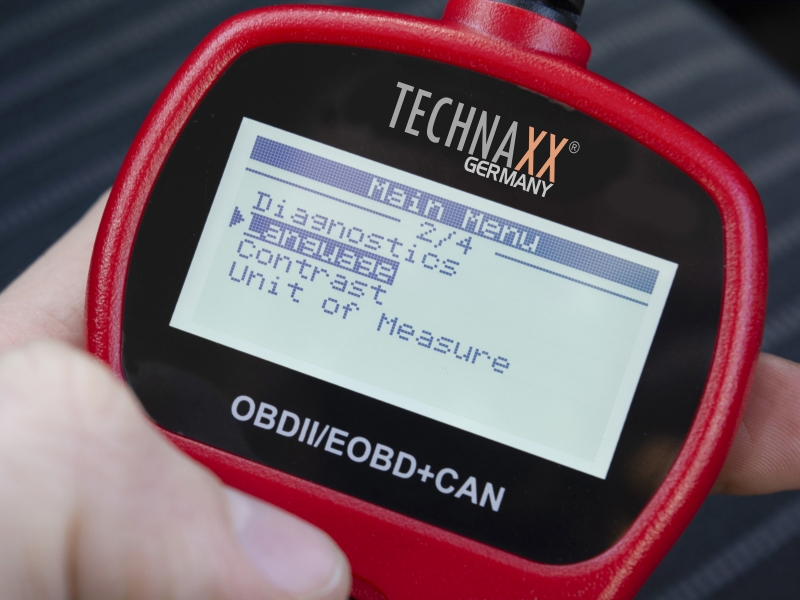 TECHNAXX®
GERMANY
Main Menu
2/4
Diagnostics
Language
Contrast
Unit of Measure
OBDII/EOBD+CAN